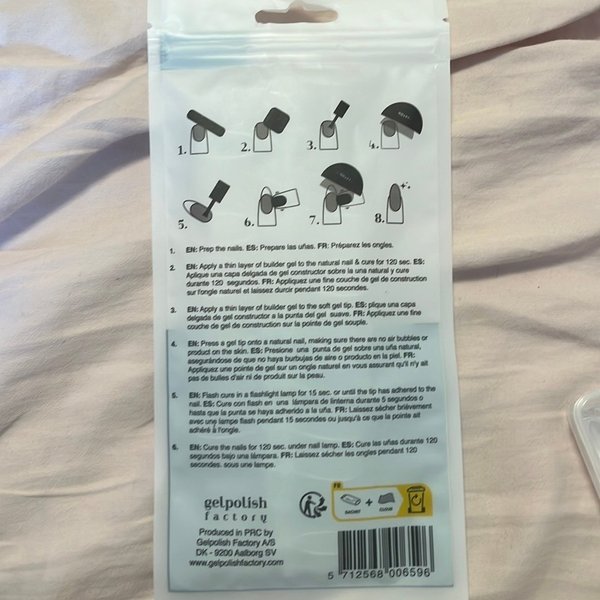 1.
2.
3.
4.
5.
6.
7.
8.
1. EN: Prep the nails. ES: Prepare las uñas. FR: Préparez les ongles.
2. EN: Apply a thin layer of builder gel to the natural nail & cure for 120 sec. ES:
Aplique una capa delgada de gel constructor sobre la una natural y cure
durante 120 segundos. FR: Appliquez une fine couche de gel de construction
sur l'ongle naturel et laissez durcir pendant 120 secondes.
3. EN: Apply a thin layer of builder gel to the soft gel tip. ES: plique una capa
delgada de gel constructor a la punta del gel suave. FR: Appliquez une fine
couche de gel de construction sur la pointe de gel souple.
4. EN: Press a gel tip onto a natural nail, making sure there are no air bubbles or
product on the skin. ES: Presione una punta de gel sobre una uña natural,
asegurándose de que no haya burbujas de aire o producto en la piel. FR:
Appliquez une pointe de gel sur un ongle naturel en vous assurant qu'il n'y ait
pas de bulles d'air ni de produit sur la peau.
5. EN: Flash cure in a flashlight lamp for 15 sec. or until the tip has adhered to the
nail. ES: Cure con flash en una lámpara de linterna durante 5 segundos o
hasta que la punta se haya adherido a la uña. FR: Laissez sécher brièvement
avec une lampe flash pendant 15 secondes ou jusqu'à ce que la pointe ait
adhéré à l'ongle.
6. EN: Cure the nails for 120 sec. under nail lamp. ES: Cure las uñas durante 120
segundos bajo una lámpara. FR: Laissez sécher les ongles pendant 120
secondes. sous une lampe.
gelpolish
factory
FR
SACHET + 
Produced in PRC by
Gelpolish Factory A/S
DK - 9200 Aalborg SV
www.gelpolishfactory.com
5 712568 006596